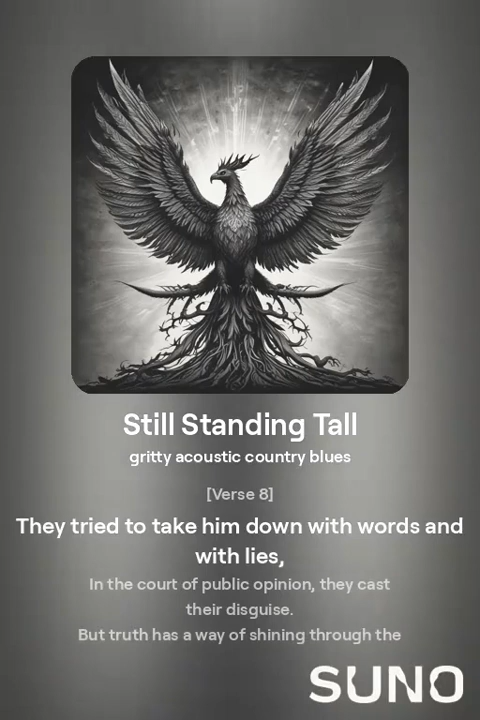 Still Standing Tall
gritty acoustic country blues
[Verse 8]
They tried to take him down with words and
with lies,
In the court of public opinion, they cast
their disguise.
But truth has a way of shining through the
SUNO